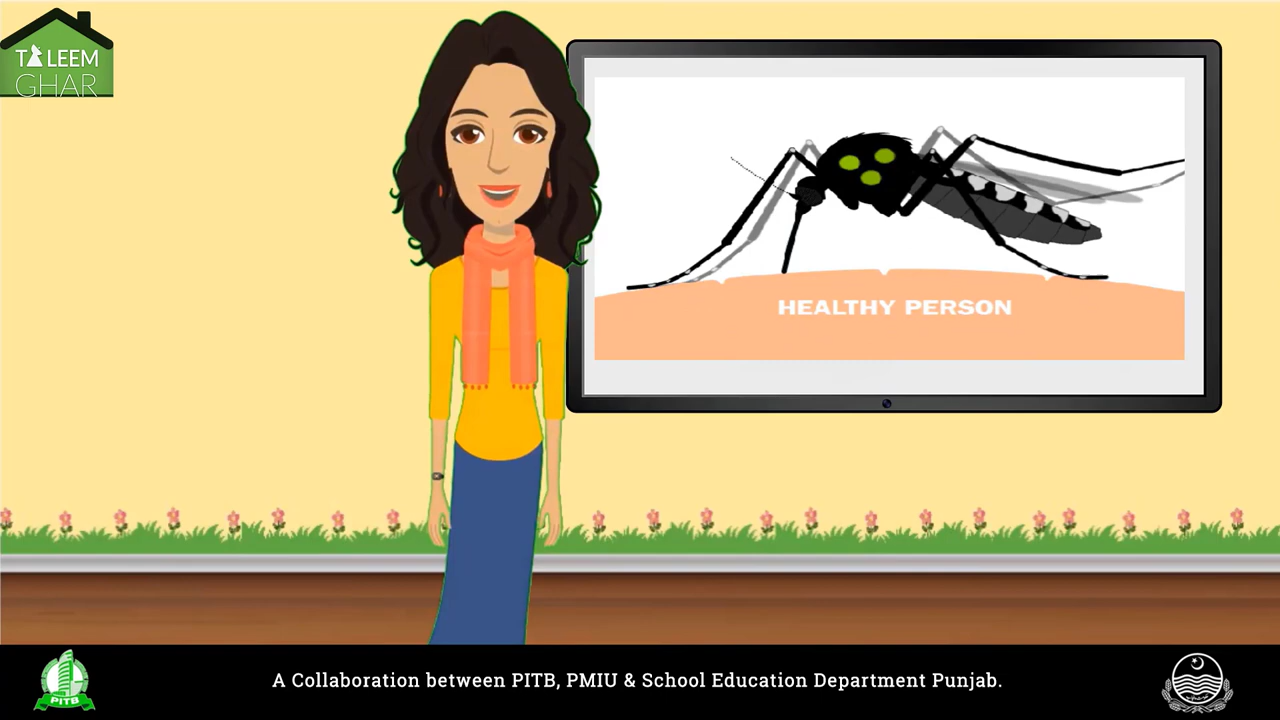 TALEEM
GHAR
HEALTHY PERSON
A Collaboration between PITB, PMIU & School Education Department Punjab.
PITB